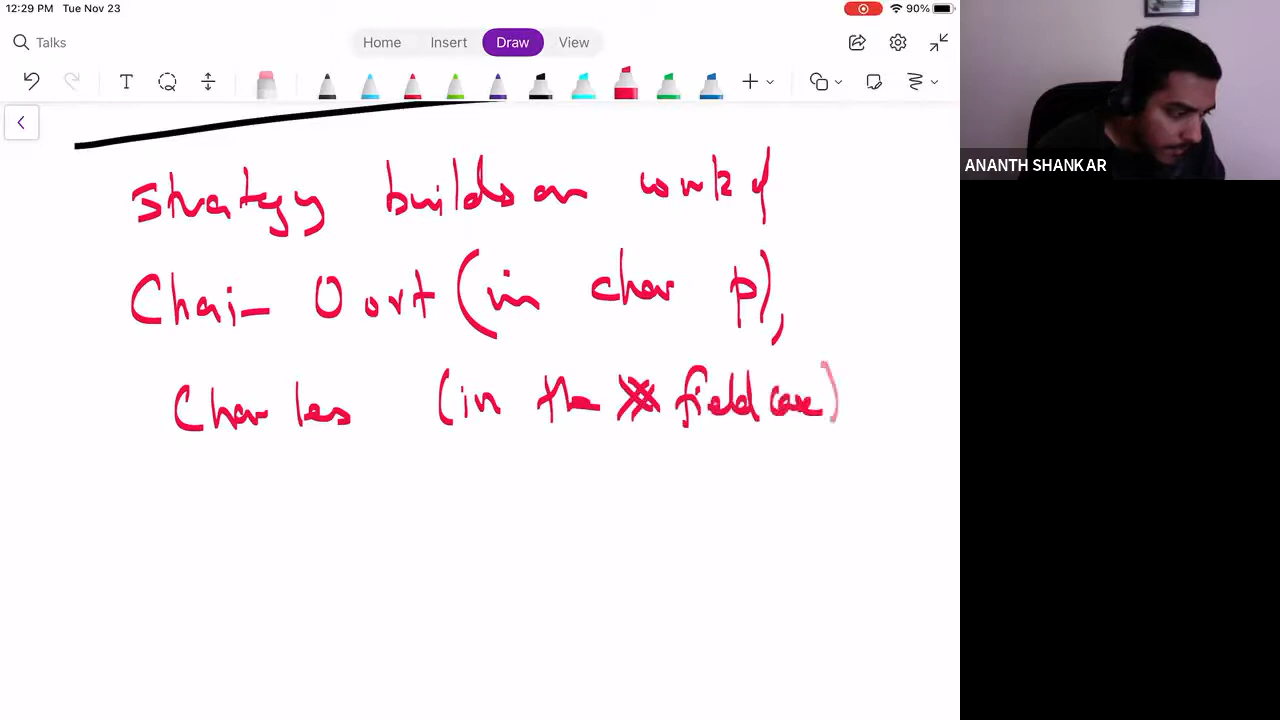 12:29 PM Tue Nov 23
90%
Talks
Home Insert Draw View
T
ANANTH SHANKAR
strategy builds on work of
Chai- Oort (in char p),
Charles (in the field case)